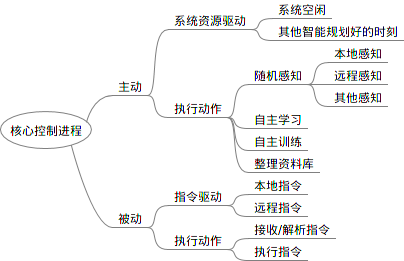 核心控制进程
主动
系统资源驱动
系统空闲
其他智能规划好的时刻
执行动作
随机感知
本地感知
远程感知
其他感知
自主学习
自主训练
整理资料库
被动
指令驱动
本地指令
远程指令
执行动作
接收/解析指令
执行指令